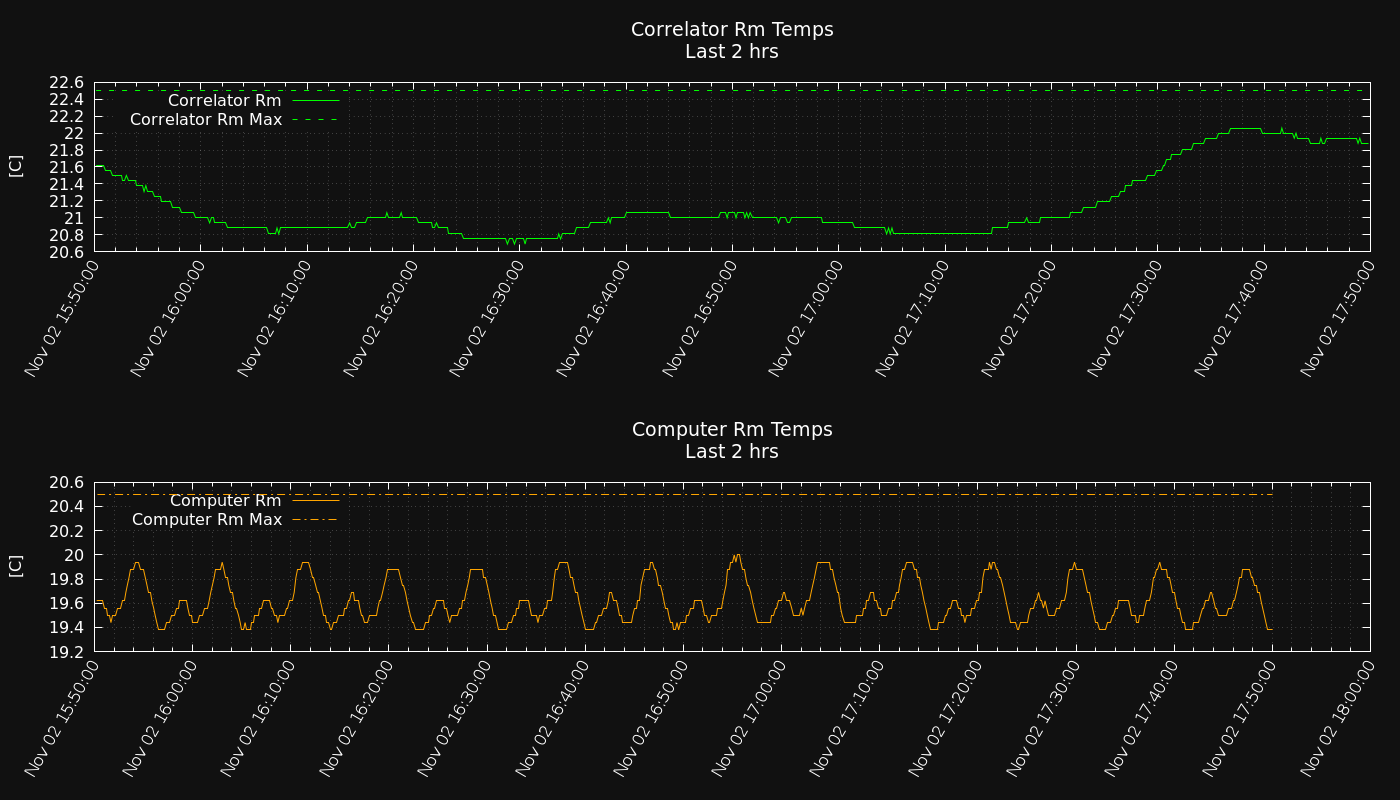 Correlator Rm Temps
Last 2 hrs
[C]
22.6
22.4
22.2
22
21.8
21.6
21.4
21.2
21
20.8
20.6
Correlator Rm
Correlator Rm Max
Nov 02 15:50:00
Nov 02 16:00:00
Nov 02 16:10:00
Nov 02 16:20:00
Nov 02 16:30:00
Nov 02 16:40:00
Nov 02 16:50:00
Nov 02 17:00:00
Nov 02 17:10:00
Nov 02 17:20:00
Nov 02 17:30:00
Nov 02 17:40:00
Nov 02 17:50:00
Computer Rm Temps
Last 2 hrs
[C]
20.6
20.4
20.2
20
19.8
19.6
19.4
19.2
Computer Rm
Computer Rm Max
Nov 02 15:50:00
Nov 02 16:00:00
Nov 02 16:10:00
Nov 02 16:20:00
Nov 02 16:30:00
Nov 02 16:40:00
Nov 02 16:50:00
Nov 02 17:00:00
Nov 02 17:10:00
Nov 02 17:20:00
Nov 02 17:30:00
Nov 02 17:40:00
Nov 02 17:50:00
Nov 02 18:00:00